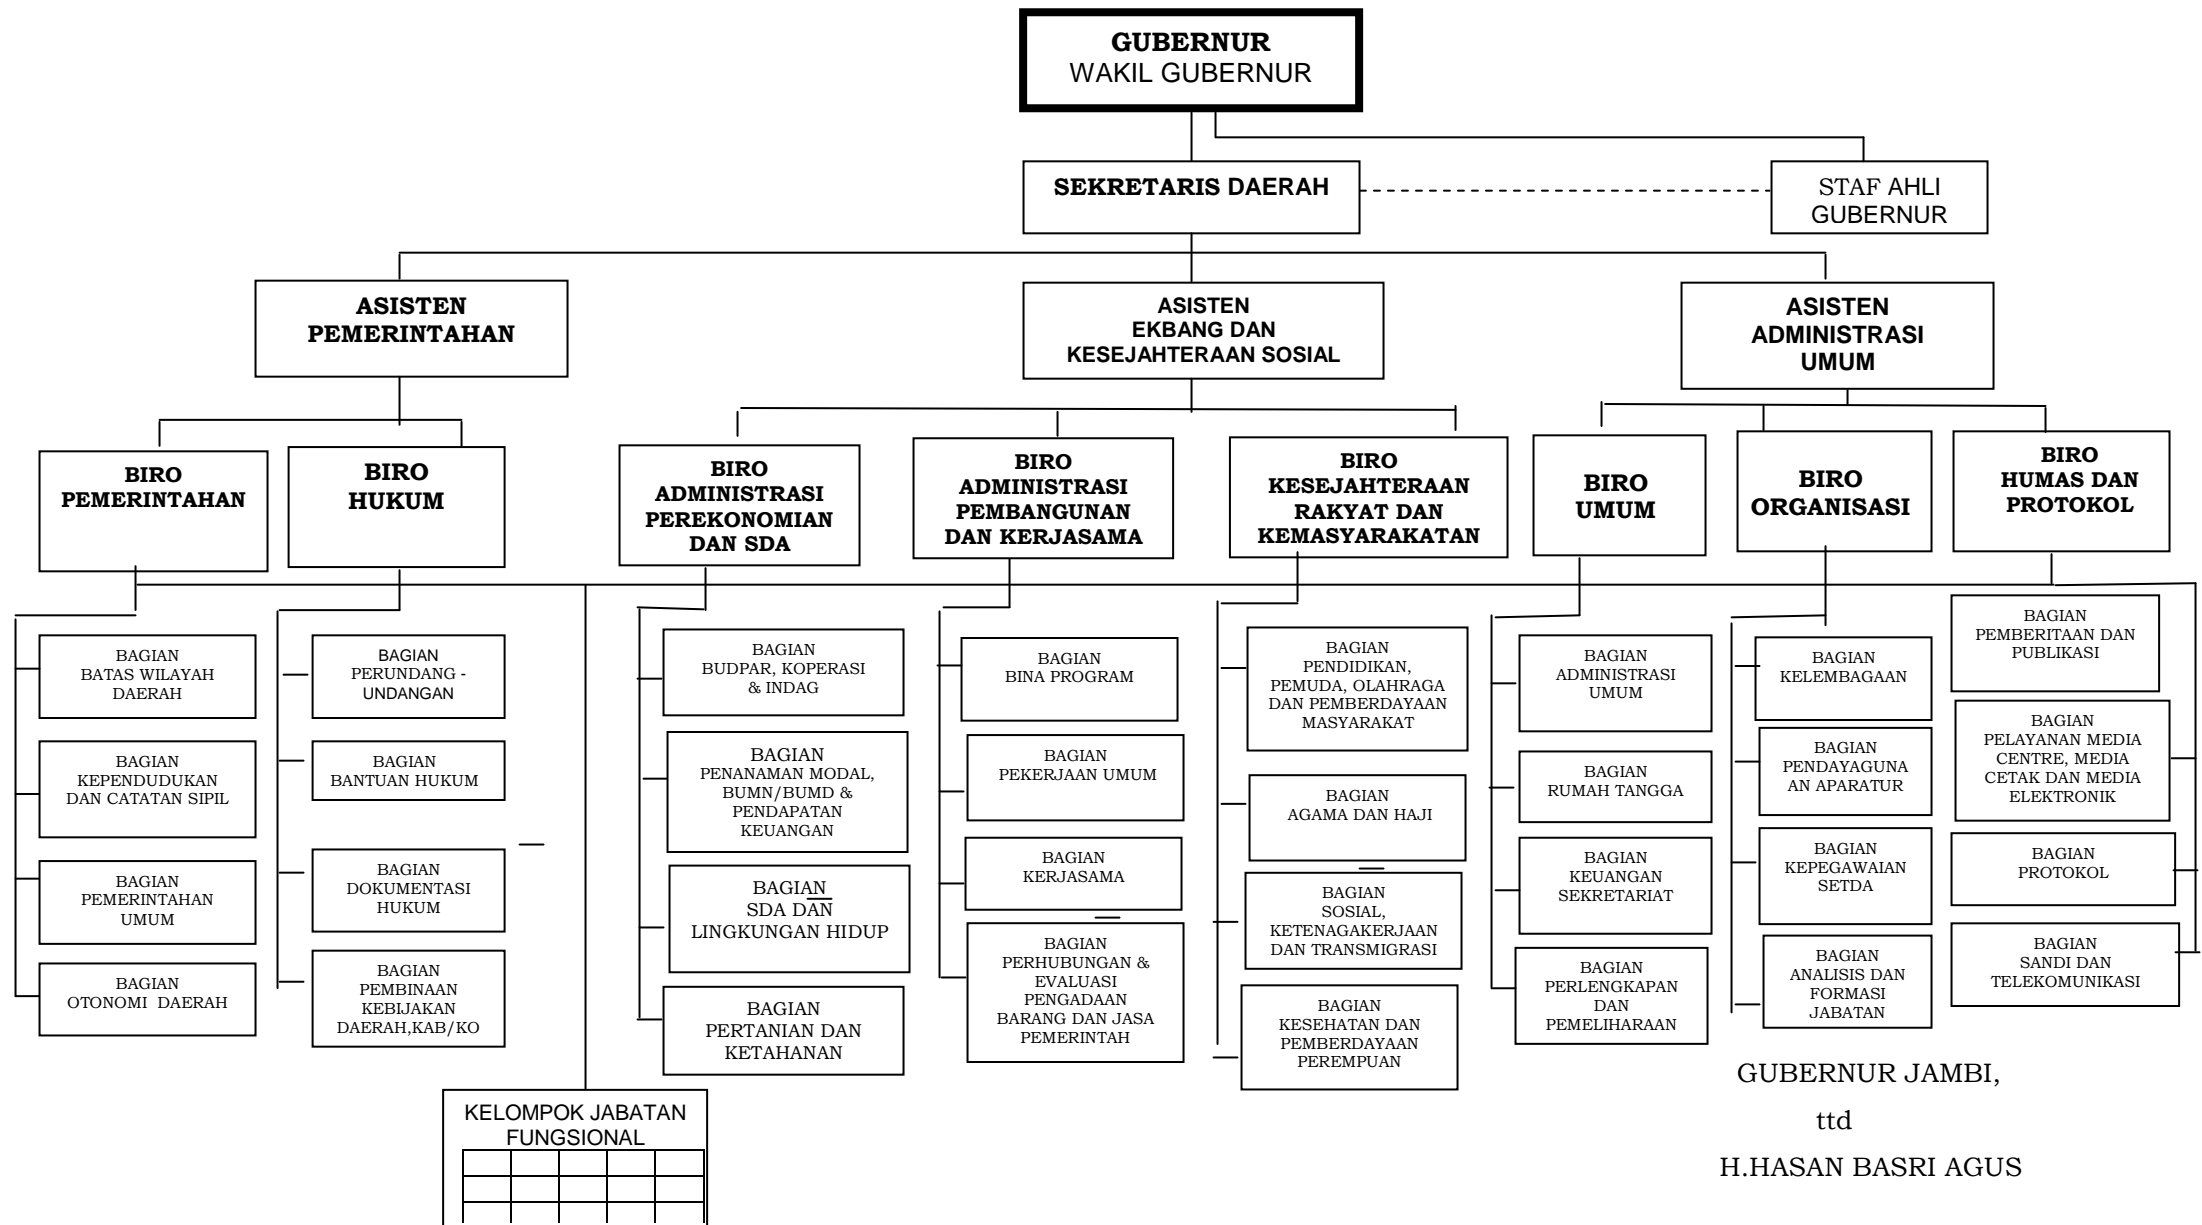 GUBERNUR
WAKIL GUBERNUR
SEKRETARIS DAERAH
STAF AHLI
GUBERNUR
ASISTEN
PEMERINTAHAN
ASISTEN
EKBANG DAN
KESEJAHTERAAN SOSIAL
ASISTEN
ADMINISTRASI
UMUM
BIRO
PEMERINTAHAN
BIRO
HUKUM
BIRO
ADMINISTRASI
PEREKONOMIAN
DAN SDA
BIRO
ADMINISTRASI
PEMBANGUNAN
DAN KERJASAMA
BIRO
KESEJAHTERAAN
RAKYAT DAN
KEMASYARAKATAN
BIRO
UMUM
BIRO
ORGANISASI
BIRO
HUMAS DAN
PROTOKOL
BAGIAN
BATAS WILAYAH
DAERAH
BAGIAN
KEPENDUDUKAN
DAN CATATAN SIPIL
BAGIAN
PEMERINTAHAN
UMUM
BAGIAN
OTONOMI DAERAH
BAGIAN
PERUNDANG -
UNDANGAN
BAGIAN
BANTUAN HUKUM
BAGIAN
DOKUMENTASI
HUKUM
BAGIAN
PEMBINAAN
KEBIJAKAN
DAERAH,KAB/KO
BAGIAN
BUDPAR, KOPERASI
& INDAG
BAGIAN
PENANAMAN MODAL,
BUMN/BUMD &
PENDAPATAN
KEUANGAN
BAGIAN
SDA DAN
LINGKUNGAN HIDUP
BAGIAN
PERTANIAN DAN
KETAHANAN
BAGIAN
BINA PROGRAM
BAGIAN
PEKERJAAN UMUM
BAGIAN
KERJASAMA
BAGIAN
PERHUBUNGAN &
EVALUASI
PENGADAAN
BARANG DAN JASA
PEMERINTAH
BAGIAN
PENDIDIKAN,
PEMUDA, OLAHRAGA
DAN PEMBERDAYAAN
MASYARAKAT
BAGIAN
AGAMA DAN HAJI
BAGIAN
SOSIAL,
KETENAGAKERJAAN
DAN TRANSMIGRASI
BAGIAN
KESEHATAN DAN
PEMBERDAYAAN
PEREMPUAN
BAGIAN
ADMINISTRASI
UMUM
BAGIAN
RUMAH TANGGA
BAGIAN
KEUANGAN
SEKRETARIAT
BAGIAN
PERLENGKAPAN
DAN
PEMELIHARAAN
BAGIAN
KELEMBAGAAN
BAGIAN
PENDAYAGUNA
AN APARATUR
BAGIAN
KEPEGAWAIAN
SETDA
BAGIAN
ANALISIS DAN
FORMASI
JABATAN
BAGIAN
PEMBERITAAN DAN
PUBLIKASI
BAGIAN
PELAYANAN MEDIA
CENTRE, MEDIA
CETAK DAN MEDIA
ELEKTRONIK
BAGIAN
PROTOKOL
BAGIAN
SANDI DAN
TELEKOMUNIKASI
KELOMPOK JABATAN
FUNGSIONAL
GUBERNUR JAMBI,
ttd
H.HASAN BASRI AGUS